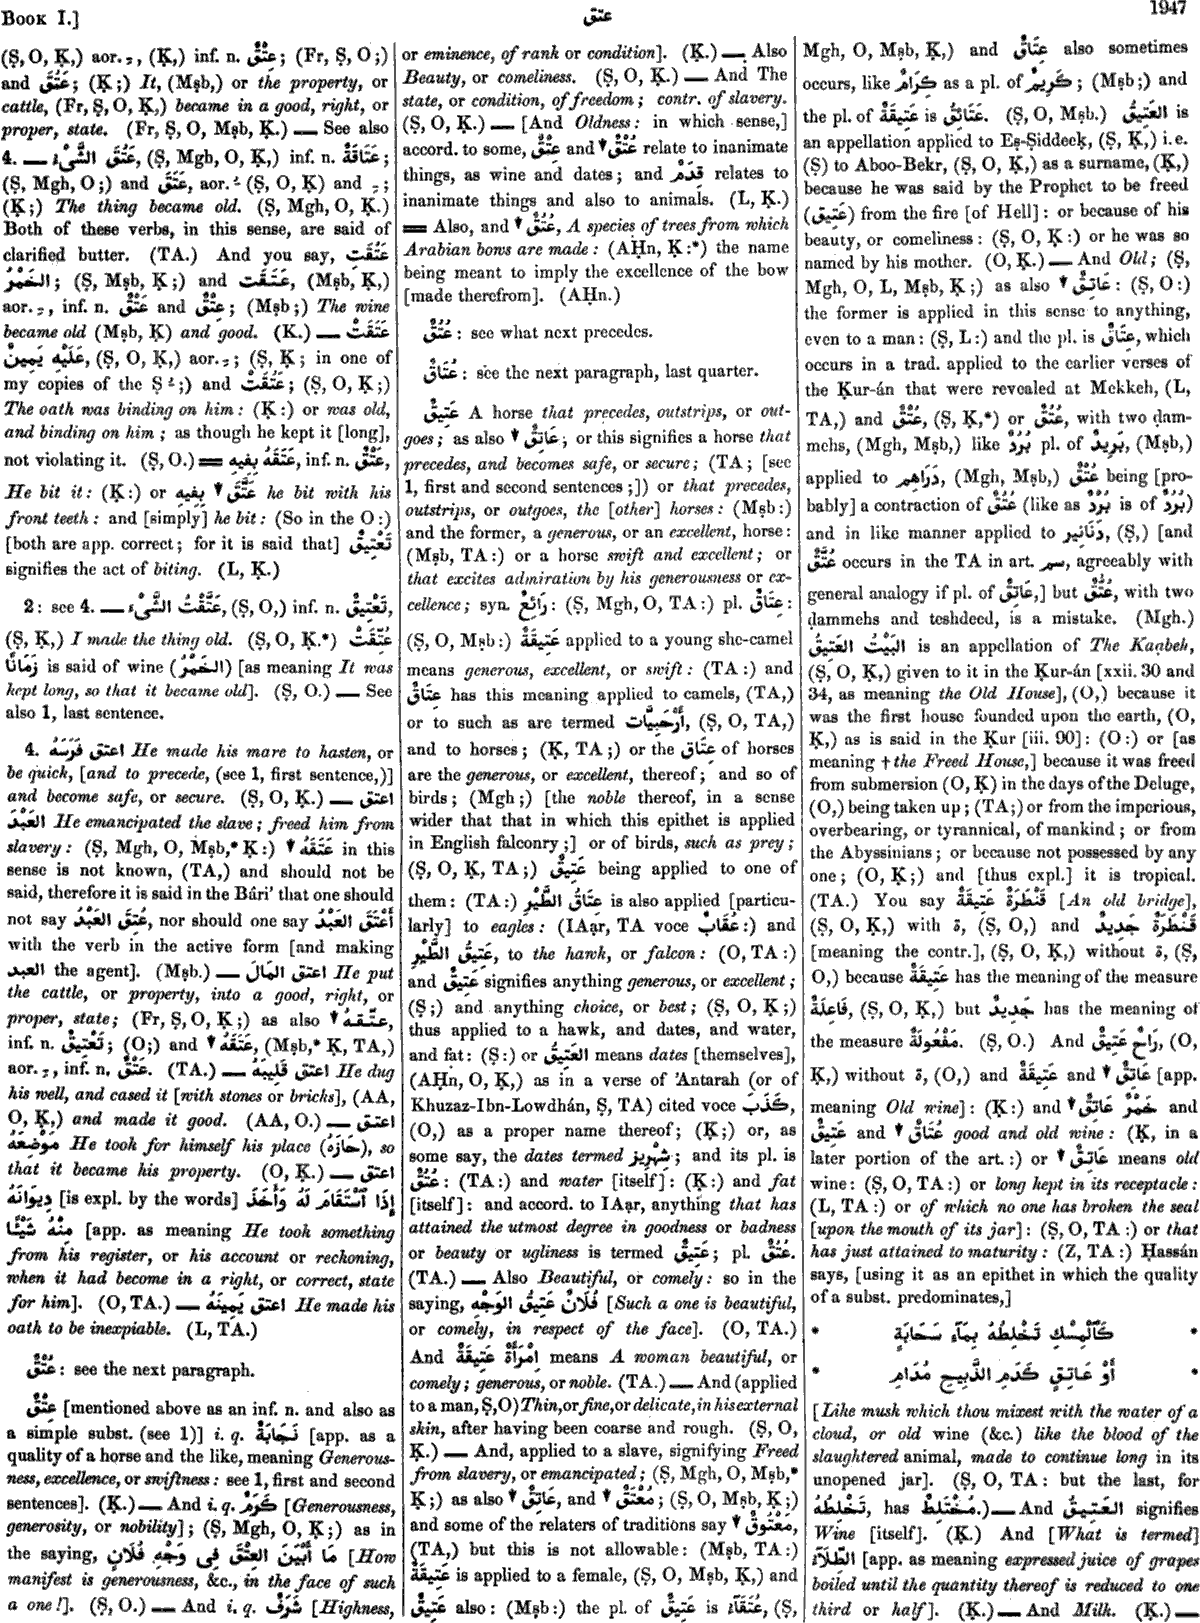 Book I.]
عتق
1947
(Ṣ, O, Ḳ,) aor. ـِ, (Ḳ,) inf. n. عِتْقٌ; (Fr, Ṣ, O;)
and عَتُقَ; (Ḳ;) It, (Mṣb,) or the property, or
cattle, (Fr, Ṣ, O, Ḳ,) became in a good, right, or
proper, state. (Fr, Ṣ, O, Mṣb, Ḳ.) — See also
4. — عَتُقَ الشَّىْءُ, (Ṣ, Mgh, O, Ḳ,) inf. n. عَتَاقَةٌ;
(Ṣ, Mgh, O;) and عَتَقَ, aor. ـُ (Ṣ, O, Ḳ) and ـِ;
(Ḳ;) The thing became old. (Ṣ, Mgh, O, Ḳ.)
Both of these verbs, in this sense, are said of
clarified butter. (TA.) And you say, عَتُقَتِ
الخَمْرُ; (Ṣ, Mṣb, Ḳ;) and عَتَقَت, (Mṣb, Ḳ,)
aor. ـِ, inf. n. عِتْقٌ and عُتْقٌ; (Mṣb;) The wine
became old (Mṣb, Ḳ) and good. (K.) — عَتَقَتْ
عَلَيْهِ يَمِينٌ, (Ṣ, O, Ḳ,) aor. ـِ; (Ṣ, Ḳ; in one of
my copies of the Ṣ ـُ;) and عَتُقَتْ; (Ṣ, O, Ḳ;)
The oath was binding on him: (Ḳ:) or was old,
and binding on him; as though he kept it [long],
not violating it. (Ṣ, O.) = عَتَقَهُ بِفِيهِ, inf. n. عَتْقٌ,
He bit it: (Ḳ:) or عَتَّقَ ▼ بِفِيهِ he bit with his
front teeth: and [simply] he bit: (So in the O:)
[both are app. correct; for it is said that] تَعْتِيقٌ
signifies the act of biting. (L, Ḳ.)
2: see 4. — عَتَّقْتُ الشَّىْءَ, (Ṣ, O,) inf. n. تَعْتِيقٌ,
(Ṣ, Ḳ,) I made the thing old. (Ṣ, O, Ḳ.*) عُتِّقَتْ
زَمَانًا is said of wine (الخَمْرُ) [as meaning It was
kept long, so that it became old]. (Ṣ, O.) — See
also 1, last sentence.
4. اعتق فَرَسَهُ He made his mare to hasten, or
be quick, [and to precede, (see 1, first sentence,)]
and become safe, or secure. (Ṣ, O, Ḳ.) — اعتق
العَبْدَ He emancipated the slave; freed him from
slavery: (Ṣ, Mgh, O, Mṣb,* Ḳ:) ▼ عَتَقَهُ in this
sense is not known, (TA,) and should not be
said, therefore it is said in the Bári' that one should
not say عُتِقَ العَبْدُ, nor should one say أَعْتَقَ العَبْدُ
with the verb in the active form [and making
العبد the agent]. (Mṣb.) — اعتق المَالَ He put
the cattle, or property, into a good, right, or
proper, state; (Fr, Ṣ, O, Ḳ;) as also ▼ عتّقهُ,
inf. n. تَعْتِيقٌ; (O;) and ▼ عَتَقَهُ, (Mṣb,* Ḳ, TA,)
aor. ـِ, inf. n. عَتْقٌ. (TA.) — اعتق قَلِيبَهُ He dug
his well, and cased it [with stones or bricks], (AA,
O, Ḳ,) and made it good. (AA, O.) — اعتق
مَوْضِعَهُ He took for himself his place (حَازَهُ), so
that it became his property. (O, Ḳ.) — اعتق
دِيوَانَهُ [is expl. by the words] إِذَا ٱسْتَقَامَ لَهُ وَأَخَذَ
مِنْهُ شَيْئًا [app. as meaning He took something
from his register, or his account or reckoning,
when it had become in a right, or correct, state
for him]. (O, TA.) — اعتق يَمِينَهُ He made his
oath to be inexpiable. (L, TA.)
عَتْقٌ: see the next paragraph.
عِتْقٌ [mentioned above as an inf. n. and also as
a simple subst. (see 1)] i. q. نَجَابَةٌ [app. as a
quality of a horse and the like, meaning Generous-
ness, excellence, or swiftness: see 1, first and second
sentences]. (Ḳ.) — And i. q. كَرَمٌ [Generousness,
generosity, or nobility]; (Ṣ, Mgh, O, Ḳ;) as in
the saying, مَا أَبْيَنَ العِتْقَ فِى وَجْهِ فُلَانٍ [How
manifest is generousness, &c., in the face of such
a one!]. (Ṣ, O.) — And i. q. شَرَفٌ [Highness,
or eminence, of rank or condition]. (Ḳ.) — Also
Beauty, or comeliness. (Ṣ, O, Ḳ.) — And The
state, or condition, of freedom; contr. of slavery.
(Ṣ, O, Ḳ.) — [And Oldness: in which sense,]
accord. to some, عِتْقٌ and ▼ عُتْقٌ relate to inanimate
things, as wine and dates; and قِدَمٌ relates to
inanimate things and also to animals. (L, Ḳ.)
= Also, and ▼ عُتُقٌ, A species of trees from which
Arabian bows are made: (AḤn, Ḳ:*) the name
being meant to imply the excellence of the bow
[made therefrom]. (AḤn.)
عُتُقٌ: see what next precedes.
عُتَاقٌ: see the next paragraph, last quarter.
عَتِيقٌ A horse that precedes, outstrips, or out-
goes; as also ▼ عَاتِقٌ; or this signifies a horse that
precedes, and becomes safe, or secure; (TA; [see
1, first and second sentences;]) or that precedes,
outstrips, or outgoes, the [other] horses: (Mṣb:)
and the former, a generous, or an excellent, horse:
(Mṣb, TA:) or a horse swift and excellent; or
that excites admiration by his generousness or ex-
cellence; syn. رَائِعٌ: (Ṣ, Mgh, O, TA:) pl. عِتَاقٌ:
(Ṣ, O, Mṣb:) عَتِيقَةٌ applied to a young she-camel
means generous, excellent, or swift: (TA:) and
عِتَاقٌ has this meaning applied to camels, (TA,)
or to such as are termed أَرْحَبِيَّات, (Ṣ, O, TA,)
and to horses; (Ḳ, TA;) or the عِتَاق of horses
are the generous, or excellent, thereof; and so of
birds; (Mgh;) [the noble thereof, in a sense
wider that that in which this epithet is applied
in English falconry;] or of birds, such as prey;
(Ṣ, O, Ḳ, TA;) عَتِيقٌ being applied to one of
them: (TA:) عِتَاقُ الطَّيْرِ is also applied [particu-
larly] to eagles: (IAạr, TA voce عُقَابٌ:) and
عَتِيقُ الطَّيْرِ, to the hawk, or falcon: (O, TA:)
and عَتِيقٌ signifies anything generous, or excellent;
(Ṣ;) and anything choice, or best; (Ṣ, O, Ḳ;)
thus applied to a hawk, and dates, and water,
and fat: (Ṣ:) or العَتِيقُ means dates [themselves],
(AḤn, O, Ḳ,) as in a verse of 'Antarah (or of
Khuzaz-Ibn-Lowdhán, Ṣ, TA) cited voce كَذَبَ,
(O,) as a proper name thereof; (Ḳ;) or, as
some say, the dates termed شِهْرِيز; and its pl. is
عُتُقٌ: (TA:) and water [itself]: (Ḳ:) and fat
[itself]: and accord. to IAạr, anything that has
attained the utmost degree in goodness or badness
or beauty or ugliness is termed عَتِيقٌ; pl. عُتُقٌ.
(TA.) — Also Beautiful, or comely: so in the
saying, فُلَانٌ عَتِيقُ الوَجْهِ [Such a one is beautiful,
or comely, in respect of the face]. (O, TA.)
And امْرَأَةٌ عَتِيقَةٌ means A woman beautiful, or
comely; generous, or noble. (TA.) — And (applied
to a man, Ṣ, O) Thin, or fine, or delicate, in his external
skin, after having been coarse and rough. (Ṣ, O,
Ḳ.) — And, applied to a slave, signifying Freed
from slavery, or emancipated; (Ṣ, Mgh, O, Mṣb,*
Ḳ;) as also ▼ عَاتِقٌ, and ▼ مُعْتَقٌ; (Ṣ, O, Mṣb, Ḳ;)
and some of the relaters of traditions say ▼ مَعْتُوقٌ,
(TA,) but this is not allowable: (Mṣb, TA:)
عَتِيقَةٌ is applied to a female, (Ṣ, O, Mṣb, Ḳ,) and
عَتِيقٌ also: (Mṣb:) the pl. of عَتِيقٌ is عُتَقَآءُ, (Ṣ,
Mgh, O, Mṣb, Ḳ,) and عِتَاقٌ also sometimes
occurs, like كِرَامٌ as a pl. of كَرِيمٌ; (Mṣb;) and
the pl. of عَتِيقَةٌ is عَتَائِقُ. (Ṣ, O, Mṣb.) العَتِيقُ is
an appellation applied to Eṣ-Ṣiddeeḳ, (Ṣ, Ḳ,) i. e.
(Ṣ) to Aboo-Bekr, (Ṣ, O, Ḳ,) as a surname, (Ḳ,)
because he was said by the Prophet to be freed
(عَتِيق) from the fire [of Hell]: or because of his
beauty, or comeliness: (Ṣ, O, Ḳ:) or he was so
named by his mother. (O, Ḳ.) — And Old; (Ṣ,
Mgh, O, L, Mṣb, Ḳ;) as also ▼ عَاتِقٌ: (Ṣ, O:)
the former is applied in this sense to anything,
even to a man: (Ṣ, L:) and the pl. is عِتَاقٌ, which
occurs in a trad. applied to the earlier verses of
the Ḳur-án that were revealed at Mekkeh, (L,
TA,) and عُتْقٌ, (Ṣ, Ḳ,*) or عُتُقٌ, with two ḍam-
mehs, (Mgh, Mṣb,) like بُرُدٌ pl. of بَرِيدٌ, (Mṣb,)
applied to دَرَاهِم, (Mgh, Mṣb,) عُتْقٌ being [pro-
bably] a contraction of عُتُقٌ (like as بُرْدٌ is of بُرُدٌ)
and in like manner applied to دَنَانِير, (Ṣ,) [and
عُتَّقٌ occurs in the TA in art. سمر, agreeably with
general analogy if pl. of عَاتِقٌ,] but عُتُّقٌ, with two
ḍammehs and teshdeed, is a mistake. (Mgh.)
البَيْتُ العَتِيقُ is an appellation of The Kaạbeh,
(Ṣ, O, Ḳ,) given to it in the Ḳur-án [xxii. 30 and
34, as meaning the Old House], (O,) because it
was the first house founded upon the earth, (O,
Ḳ,) as is said in the Ḳur [iii. 90]: (O:) or [as
meaning † the Freed House,] because it was freed
from submersion (O, Ḳ) in the days of the Deluge,
(O,) being taken up; (TA;) or from the imperious,
overbearing, or tyrannical, of mankind; or from
the Abyssinians; or because not possessed by any
one; (O, Ḳ;) and [thus expl.] it is tropical.
(TA.) You say قَنْطَرَةٌ عَتِيقَةٌ [An old bridge],
(Ṣ, O, Ḳ,) with ة, (Ṣ, O,) and قَنْطَرَةٌ جَدِيدٌ
[meaning the contr.], (Ṣ, O, Ḳ,) without ة, (Ṣ,
O,) because عَتِيقَةٌ has the meaning of the measure
فَاعِلَةٌ, (Ṣ, O, Ḳ,) but جَدِيدٌ has the meaning of
the measure مَفْعُولَةٌ. (Ṣ, O.) And رَاحٌ عَتِيقٌ, (O,
Ḳ,) without ة, (O,) and عَتِيقَةٌ and ▼ عَاتِقٌ [app.
meaning Old wine]: (Ḳ:) and ▼ خَمْرٌ عَاتِقٌ and
عَتِيقٌ and ▼ عُتَاقٌ good and old wine: (Ḳ, in a
later portion of the art.:) or ▼ عَاتِقٌ means old
wine: (Ṣ, O, TA:) or long kept in its receptacle:
(L, TA:) or of which no one has broken the seal
[upon the mouth of its jar]: (Ṣ, O, TA:) or that
has just attained to maturity: (Z, TA:) Ḥassán
says, [using it as an epithet in which the quality
of a subst. predominates,]
* كَٱلْمِسْكِ تَخْلِطُهُ بِمَآءِ سَحَابَةٍ *
* أَوْ عَاتِقٍ كَدَمِ الذَّبِيحِ مُدَامِ *
[Like musk which thou mixest with the water of a
cloud, or old wine (&c.) like the blood of the
slaughtered animal, made to continue long in its
unopened jar]. (Ṣ, O, TA: but the last, for
تَخْلِطُهُ, has مُخْتَلِطٌ.) — And العَتِيقُ signifies
Wine [itself]. (Ḳ.) And [What is termed]
الطِّلَآءُ [app. as meaning expressed juice of grapes
boiled until the quantity thereof is reduced to one
third or half]. (Ḳ.) — And Milk. (Ḳ.) —